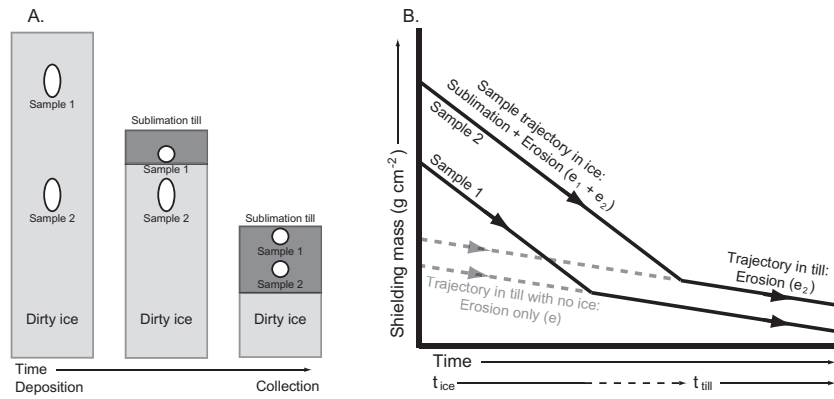 A.
Sample 1
Sample 2
Dirty ice
Sublimation till
Sample 1
Sample 2
Dirty ice
Sublimation till
Sample 1
Sample 2
Dirty ice
Time
Deposition
Collection
B.
Shielding mass (g cm-2)
Sample trajectory in ice:
Sublimation + Erosion (e1 + e2)
Sample 2
Sample 1
Trajectory in till:
Erosion (e2)
Trajectory in till with no ice:
Erosion only (e)
Time
tice
ttill